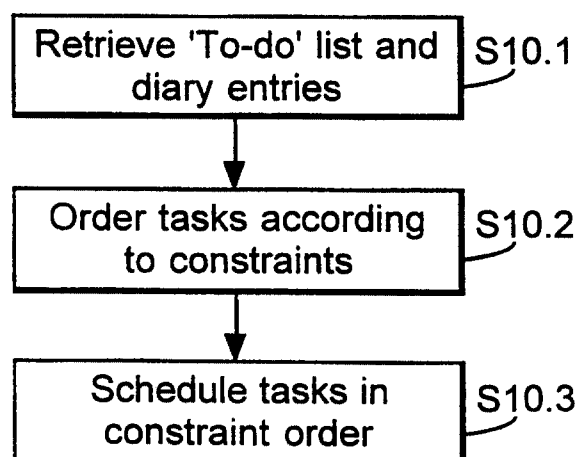 Retrieve 'To-do' list and
diary entries
S10.1
Order tasks according
to constraints
S10.2
Schedule tasks in
constraint order
S10.3